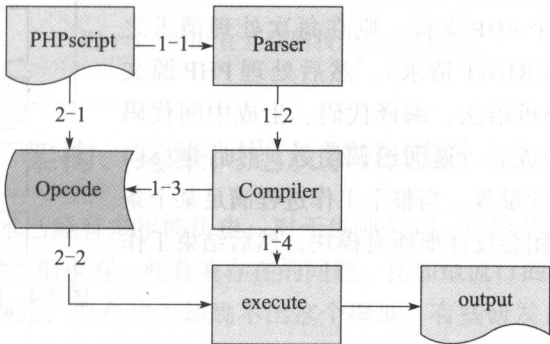 PHPscript
1-1
Parser
2-1
1-2
Opcode
1-3
Compiler
2-2
1-4
execute
output